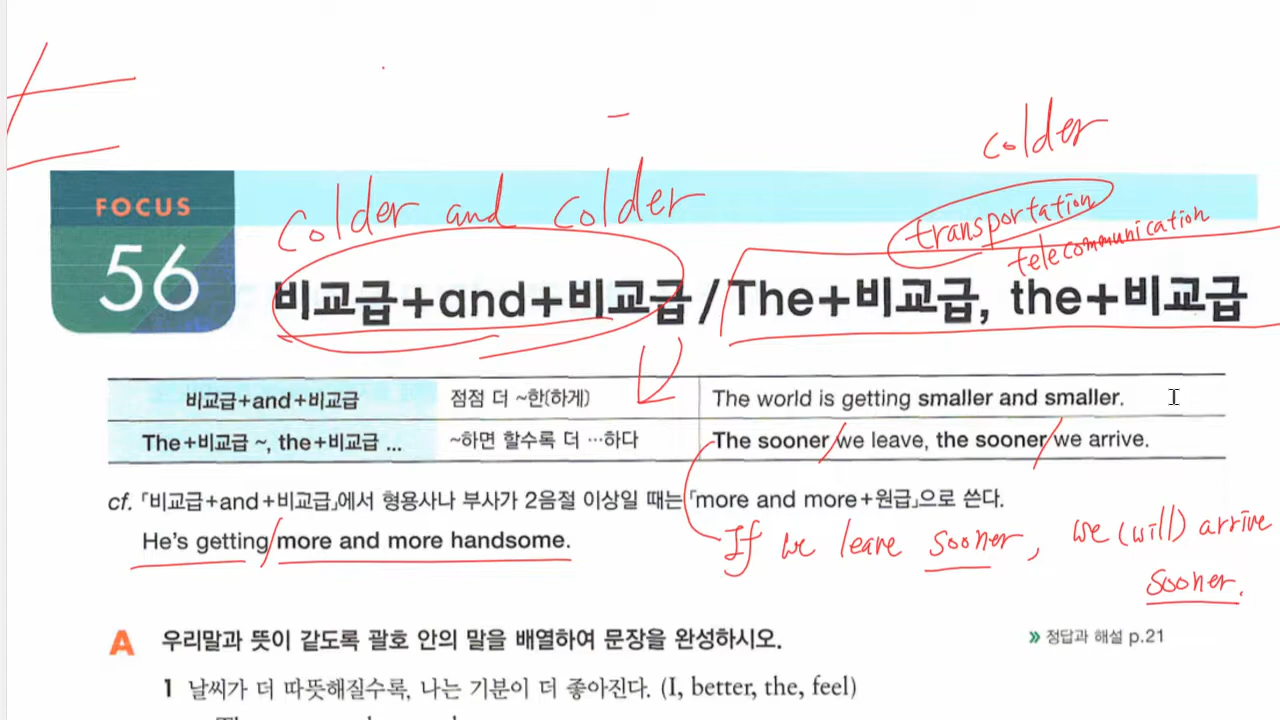 colder
FOCUS
56
colder and colder
transportation
telecommunication
비교급+and+비교급/The+비교급, the+비교급
비교급+and+비교급 점점 더 ~한(하게) The world is getting smaller and smaller.
The+비교급 ~, the+비교급 ... ~하면 할수록 더 …하다 The sooner we leave, the sooner we arrive.
cf. 「비교급+and+비교급」에서 형용사나 부사가 2음절 이상일 때는 「more and more+원급」으로 쓴다.
He's getting more and more handsome.
If we leave sooner, we (will) arrive
sooner.
A 우리말과 뜻이 같도록 괄호 안의 말을 배열하여 문장을 완성하시오.
» 정답과 해설 p.21
1 날씨가 더 따뜻해질수록, 나는 기분이 더 좋아진다. (I, better, the, feel)